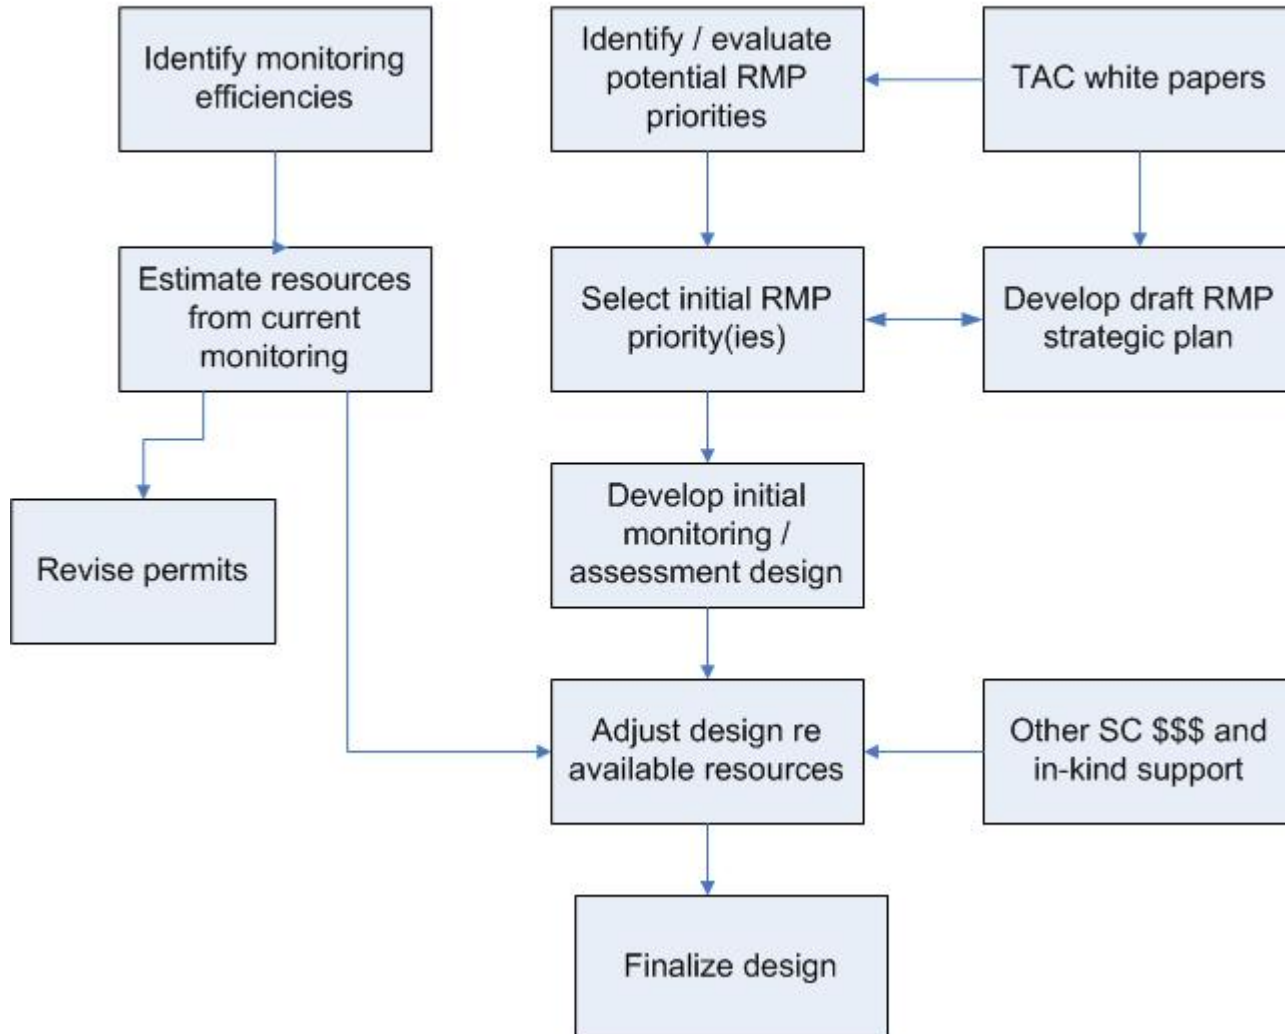 Identify monitoring
efficiencies
Identify / evaluate
potential RMP
priorities
TAC white papers
Estimate resources
from current
monitoring
Select initial RMP
priority(ies)
Develop draft RMP
strategic plan
Revise permits
Develop initial
monitoring /
assessment design
Adjust design re
available resources
Other SC $$$ and
in-kind support
Finalize design